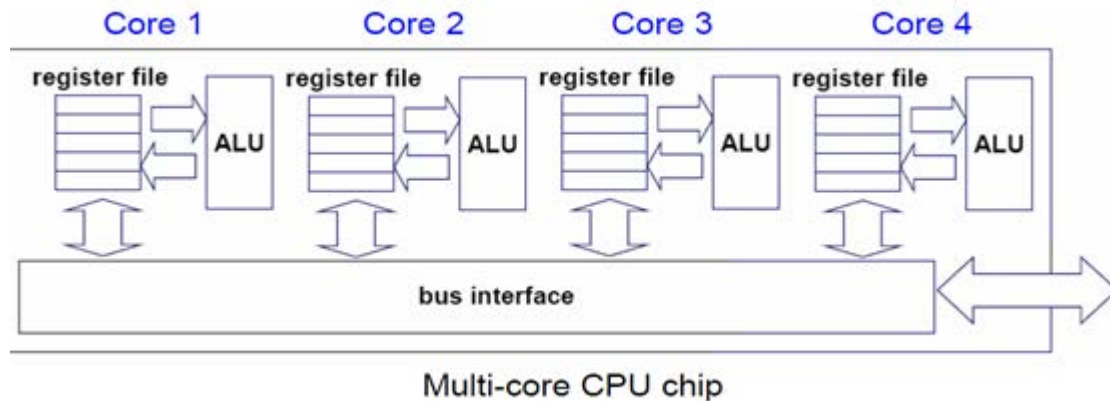 Core 1 Core 2 Core 3 Core 4
register file register file register file register file
ALU ALU ALU ALU
bus interface
Multi-core CPU chip